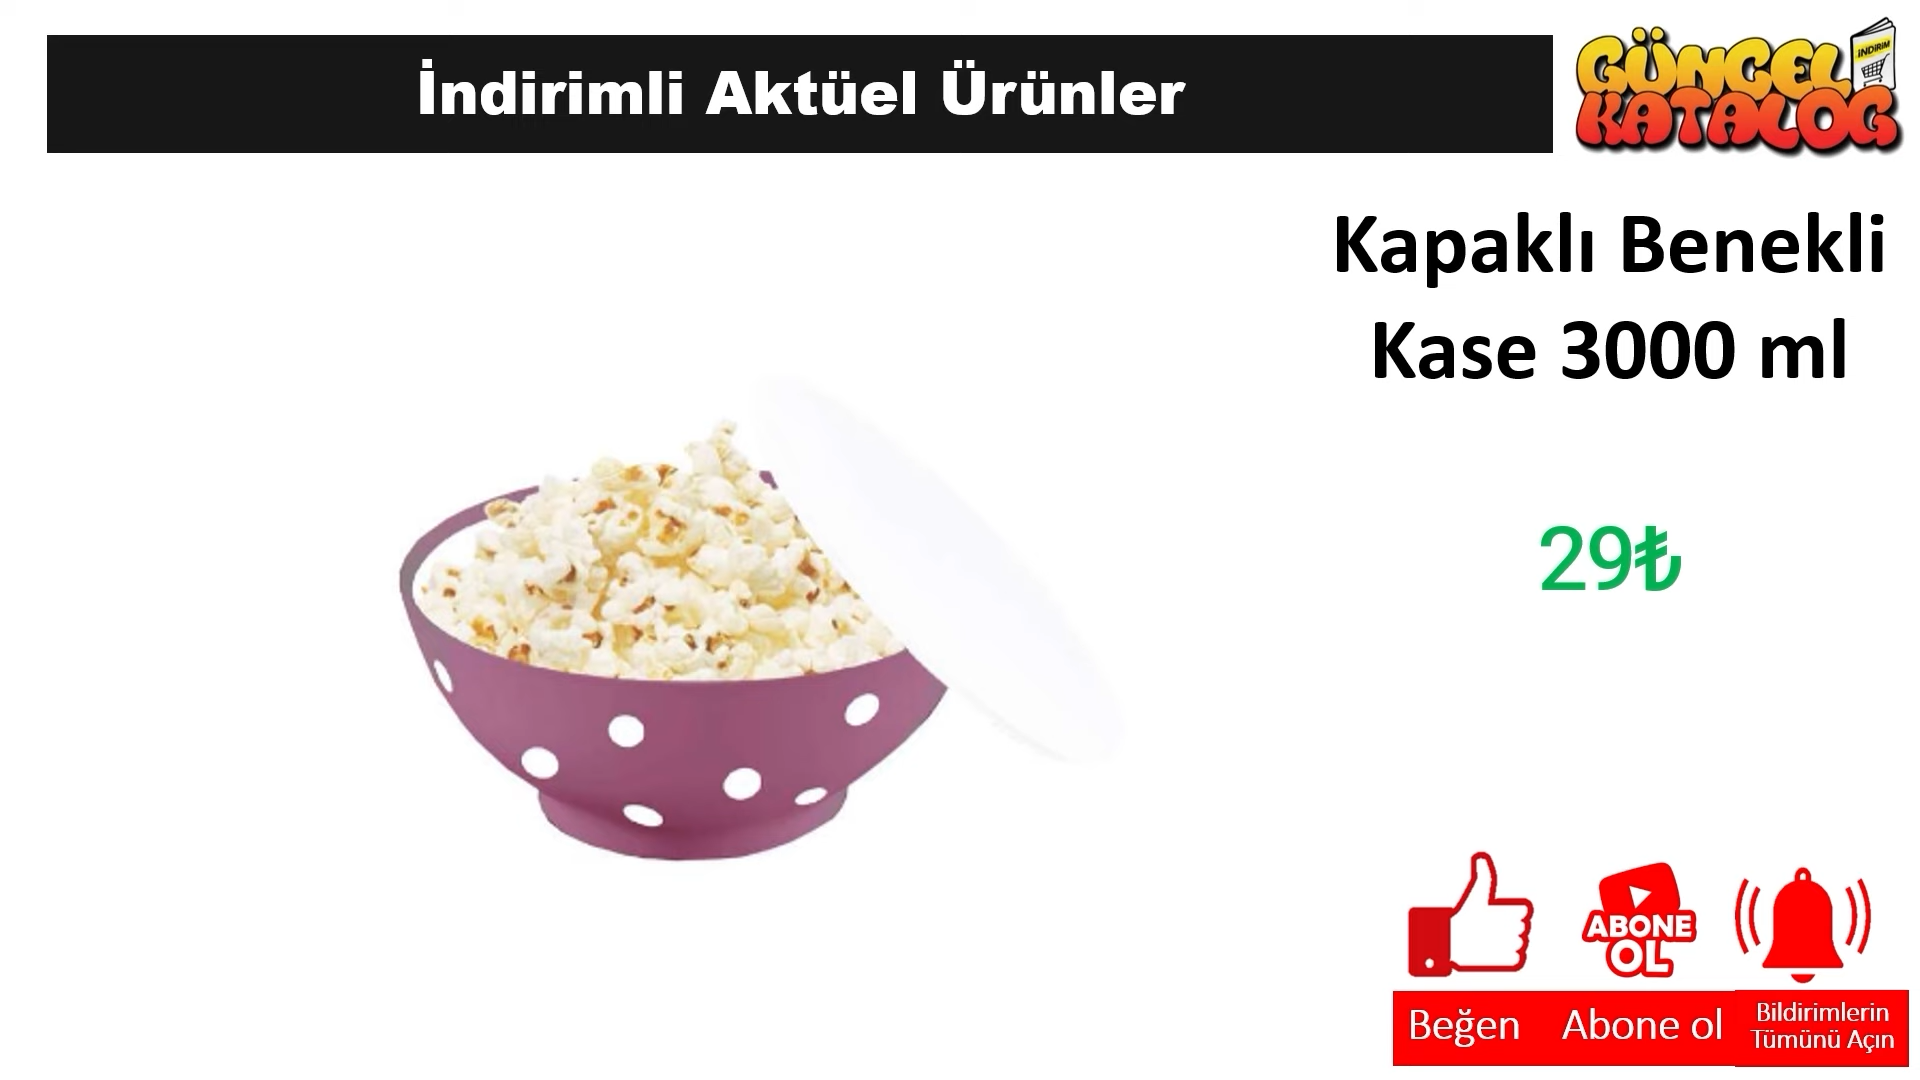 İndirimli Aktüel Ürünler
GÜNCEL
KATALOG
İNDİRİM
Kapaklı Benekli
Kase 3000 ml
29₺
ABONE
OL
Beğen
Abone ol
Bildirimlerin
Tümünü Açın